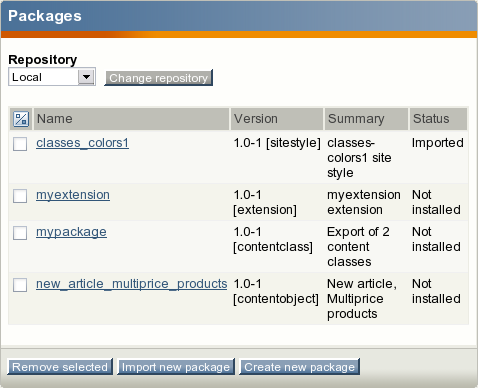 Packages
Repository
Local Change repository
Name Version Summary Status
classes_colors1 1.0-1 [sitestyle] classes- Imported
colors1 site
style
myextension 1.0-1 myextension Not
[extension] extension installed
mypackage 1.0-1 Export of 2 Not
[contentclass] content installed
classes
new_article_multiprice_products 1.0-1 New article, Not
[contentobject] Multiprice installed
products
Remove selected Import new package Create new package